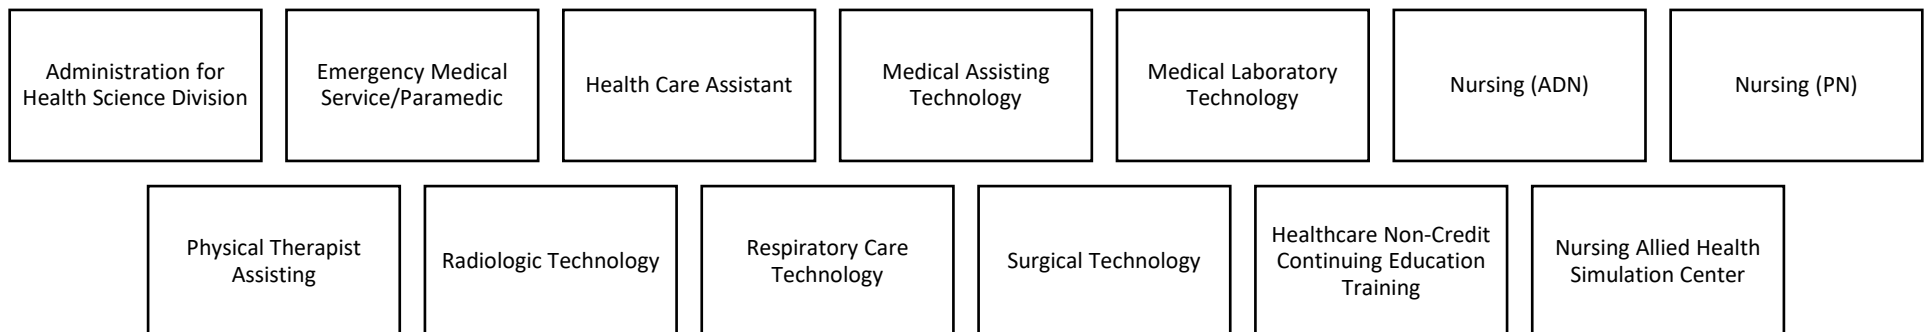 Administration for
Health Science Division
Emergency Medical
Service/Paramedic
Health Care Assistant
Medical Assisting
Technology
Medical Laboratory
Technology
Nursing (ADN)
Nursing (PN)
Physical Therapist
Assisting
Radiologic Technology
Respiratory Care
Technology
Surgical Technology
Healthcare Non-Credit
Continuing Education
Training
Nursing Allied Health
Simulation Center